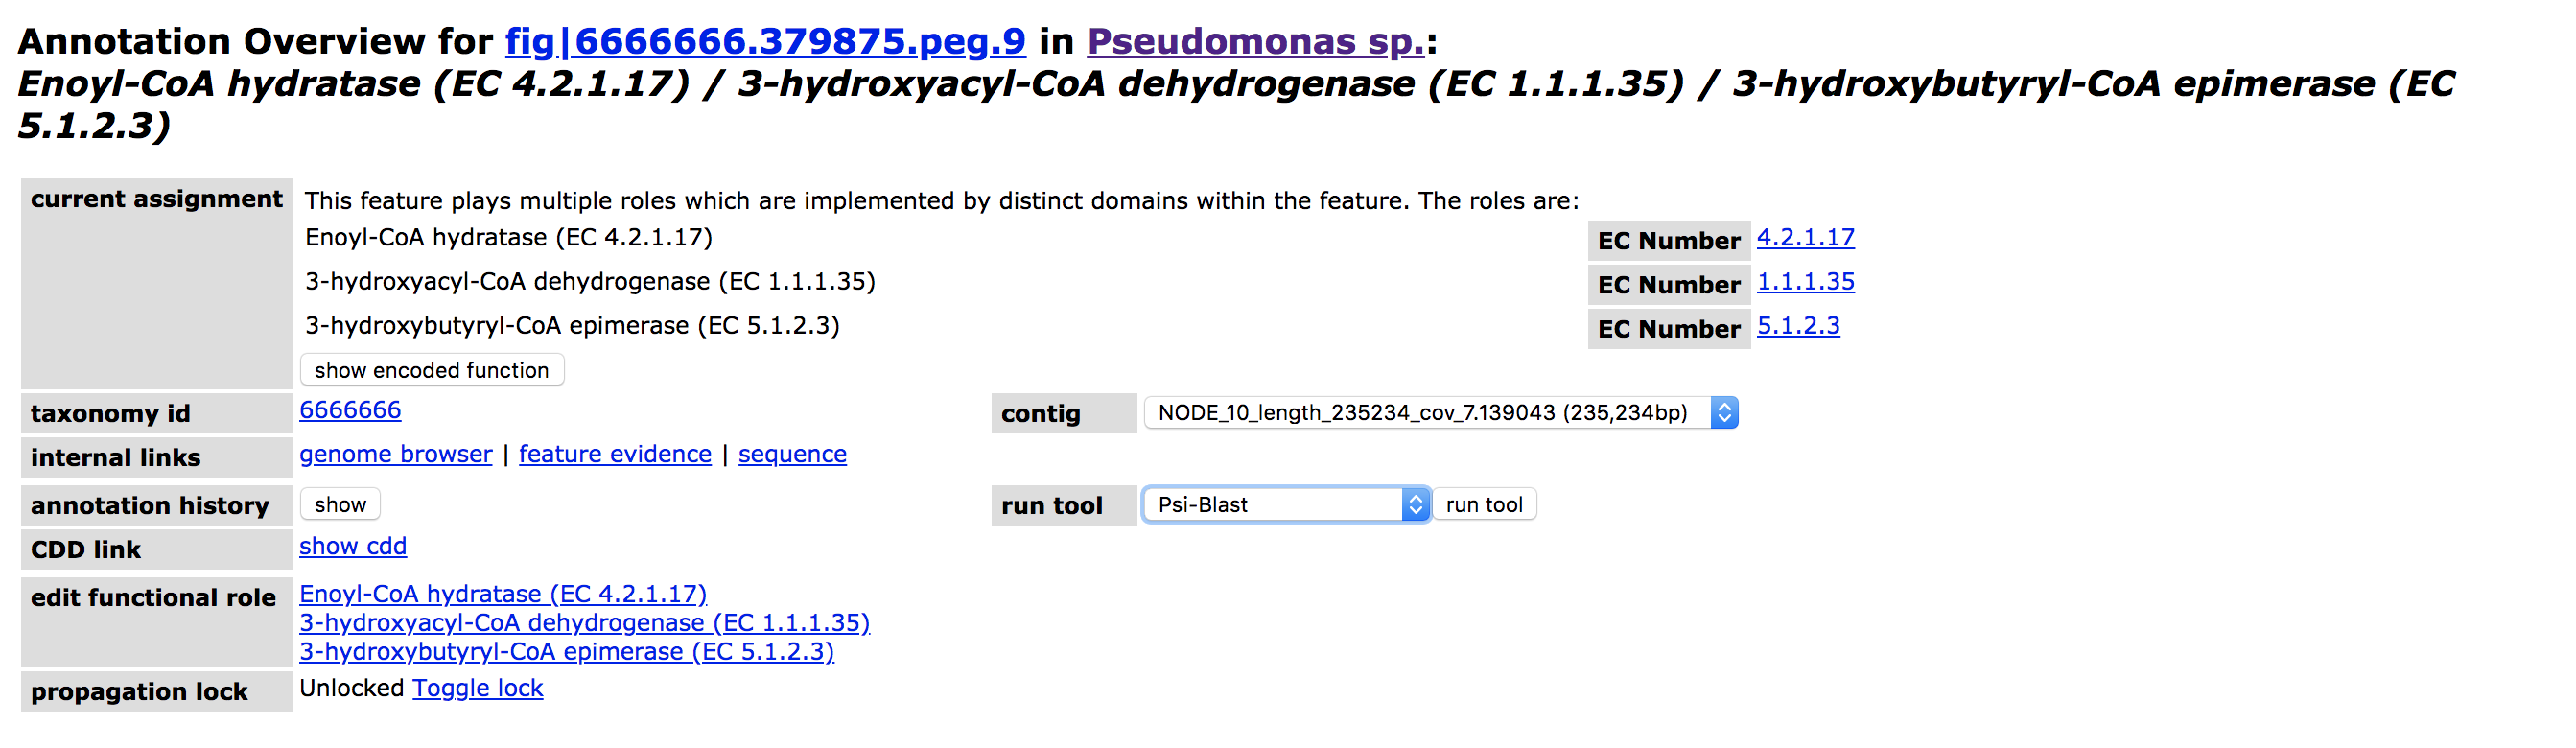 Annotation Overview for fig|6666666.379875.peg.9 in Pseudomonas sp.:
Enoyl-CoA hydratase (EC 4.2.1.17) / 3-hydroxyacyl-CoA dehydrogenase (EC 1.1.1.35) / 3-hydroxybutyryl-CoA epimerase (EC
5.1.2.3)
current assignment This feature plays multiple roles which are implemented by distinct domains within the feature. The roles are:
Enoyl-CoA hydratase (EC 4.2.1.17) EC Number 4.2.1.17
3-hydroxyacyl-CoA dehydrogenase (EC 1.1.1.35) EC Number 1.1.1.35
3-hydroxybutyryl-CoA epimerase (EC 5.1.2.3) EC Number 5.1.2.3
show encoded function
taxonomy id 6666666 contig NODE_10_length_235234_cov_7.139043 (235,234bp)
internal links genome browser | feature evidence | sequence
annotation history show run tool Psi-Blast run tool
CDD link show cdd
edit functional role Enoyl-CoA hydratase (EC 4.2.1.17)
3-hydroxyacyl-CoA dehydrogenase (EC 1.1.1.35)
3-hydroxybutyryl-CoA epimerase (EC 5.1.2.3)
propagation lock Unlocked Toggle lock